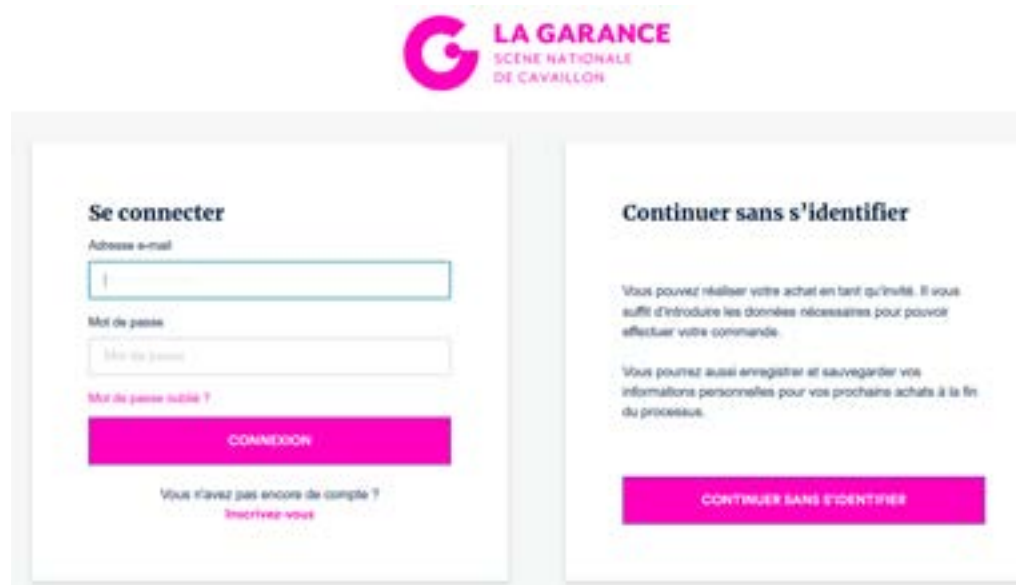 LA GARANCE
SCÈNE NATIONALE
DE CAVAILLON
Se connecter
Adresse e-mail
Mot de passe
Mot de passe
Mot de passe oublié ?
CONNEXION
Vous n'avez pas encore de compte ?
Inscrivez-vous
Continuer sans s'identifier
Vous pouvez réaliser votre achat en tant qu'invité. Il vous
suffit d'introduire les données nécessaires pour pouvoir
effectuer votre commande.
Vous pourrez aussi enregistrer et sauvegarder vos
informations personnelles pour vos prochains achats à la fin
du processus.
CONTINUER SANS S'IDENTIFIER